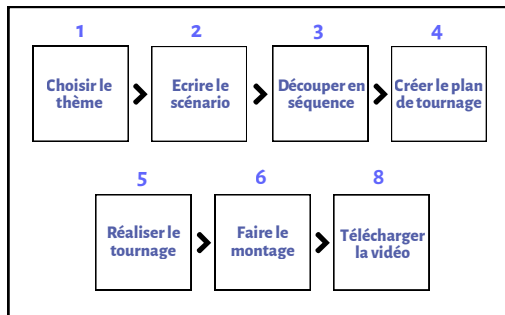 1 2 3 4
Choisir le Ecrire le Découper en Créer le plan
thème scénario séquence de tournage
5 6 8
Réaliser le Faire le Télécharger
tournage montage la vidéo